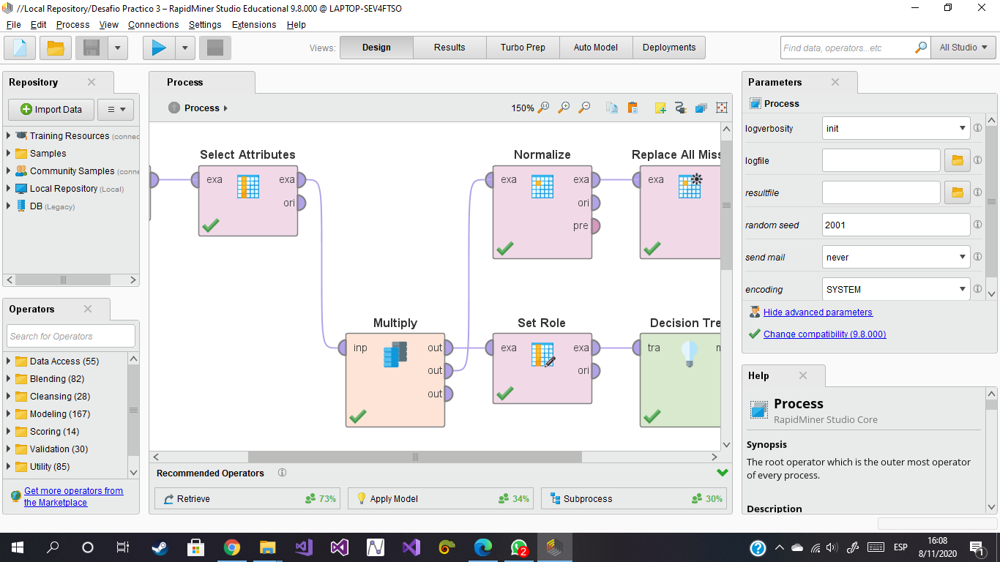 //Local Repository/Desafio Practico 3 – RapidMiner Studio Educational 9.8.000 @ LAPTOP-SEV4FTSO
File Edit Process View Connections Settings Extensions Help
Views: Design Results Turbo Prep Auto Model Deployments
Find data, operators...etc
All Studio
Repository
Import Data
Training Resources (connec
Samples
Community Samples (conne
Local Repository (Local)
DB (Legacy)
Operators
Search for Operators
Data Access (55)
Blending (82)
Cleansing (28)
Modeling (167)
Scoring (14)
Validation (30)
Utility (85)
Get more operators from
the Marketplace
Process
Process
150%
Select Attributes
exa exa
ori
Normalize
exa exa
ori
pre
Replace All Miss
exa
Multiply
inp out
out
out
Set Role
exa exa
ori
Decision Tre
tra m
Recommended Operators
Retrieve 73%
Apply Model 34%
Subprocess 30%
Parameters
Process
logverbosity init
logfile
resultfile
random seed 2001
send mail never
encoding SYSTEM
Hide advanced parameters
Change compatibility (9.8.000)
Help
Process
RapidMiner Studio Core
Synopsis
The root operator which is the outer most operator
of every process.
Description
2
ESP
16:08
8/11/2020
1